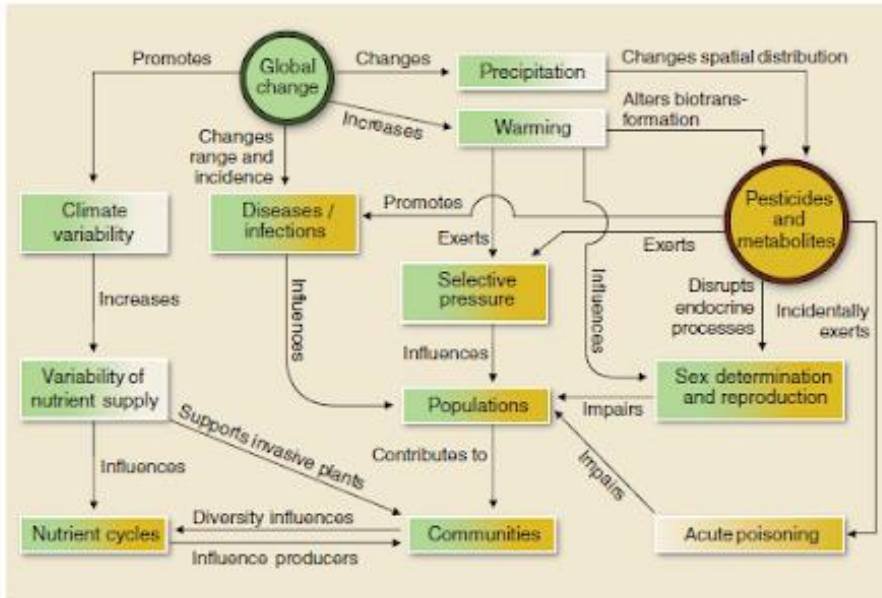 Promotes
Global
change
Changes
Precipitation
Changes spatial distribution
Increases
Warming
Alters biotrans-
formation
Changes
range and
incidence
Climate
variability
Diseases /
infections
Promotes
Exerts
Exerts
Pesticides
and
metabolites
Increases
Influences
Selective
pressure
Influences
Disrupts
endocrine
processes
Incidentally
exerts
Variability of
nutrient supply
Influences
Populations
Impairs
Sex determination
and reproduction
Supports invasive plants
Influences
Contributes to
Impairs
Nutrient cycles
Diversity influences
Influence producers
Communities
Acute poisoning